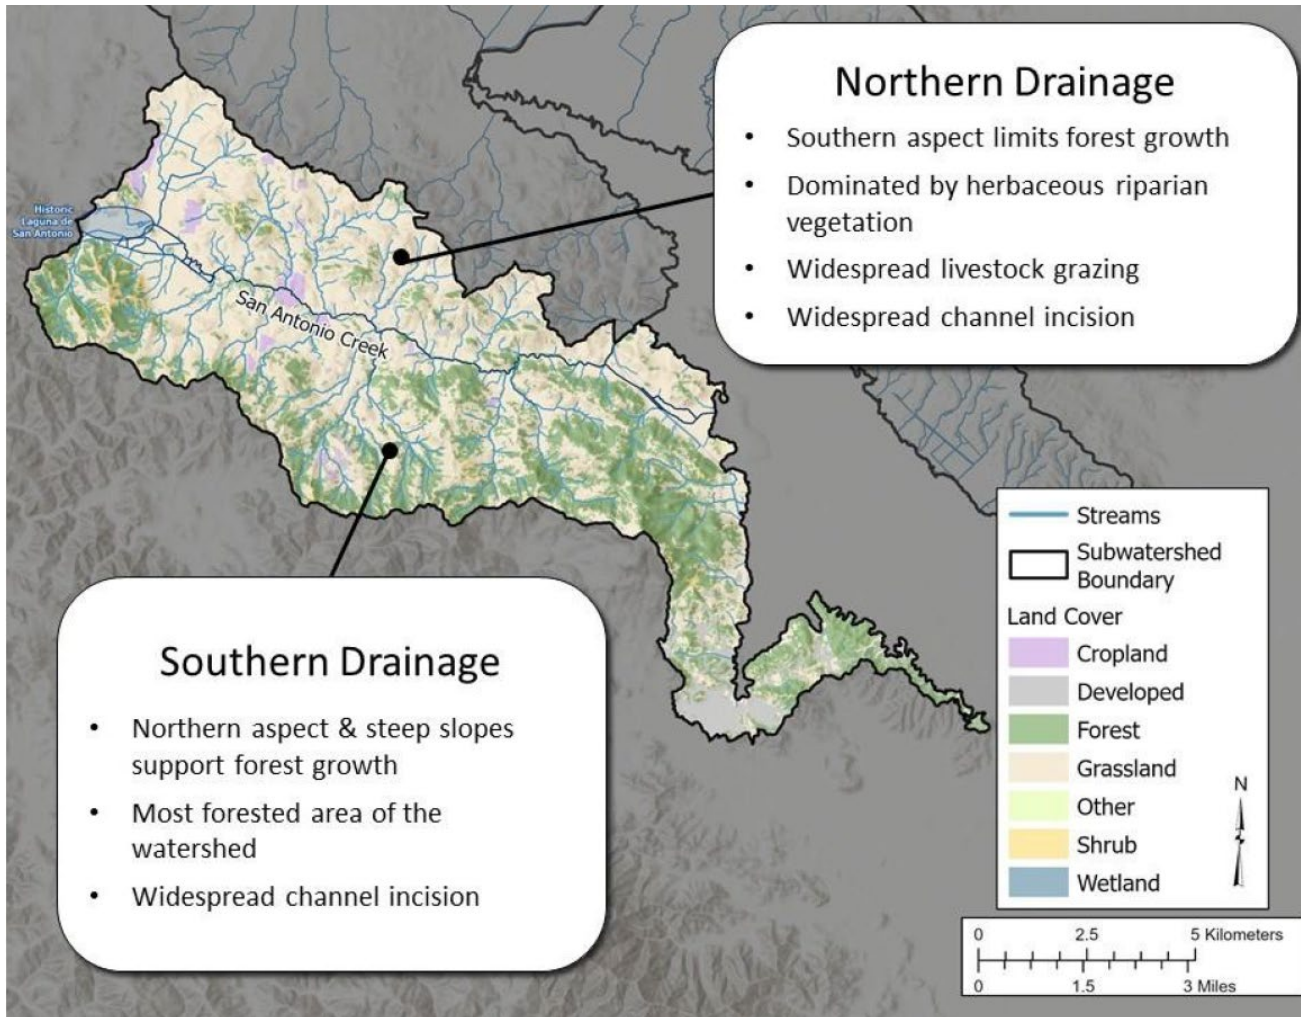 Northern Drainage
• Southern aspect limits forest growth
• Dominated by herbaceous riparian
vegetation
• Widespread livestock grazing
• Widespread channel incision
Historic
Laguna de
San Antonio
San Antonio Creek
Southern Drainage
• Northern aspect & steep slopes
support forest growth
• Most forested area of the
watershed
• Widespread channel incision
Streams
Subwatershed
Boundary
Land Cover
Cropland
Developed
Forest
Grassland
Other
Shrub
Wetland
N
0 2.5 5 Kilometers
0 1.5 3 Miles